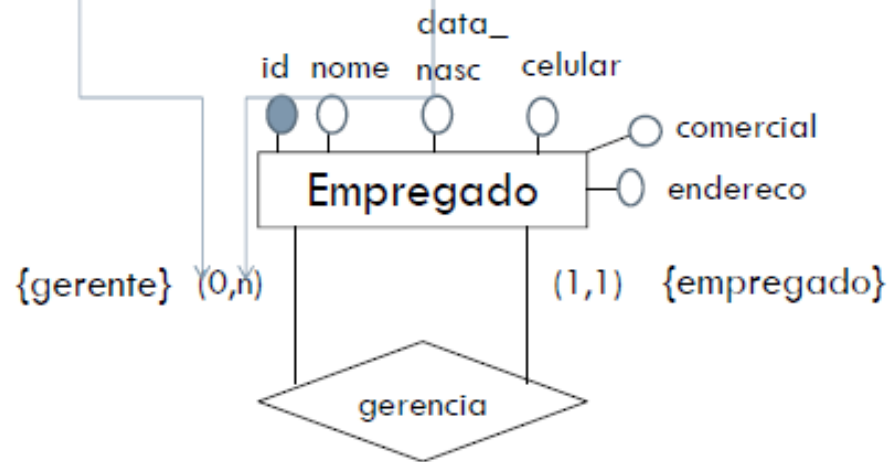 data_
id nome nasc celular
comercial
Empregado
endereco
{gerente} (0,n) (1,1) {empregado}
gerencia